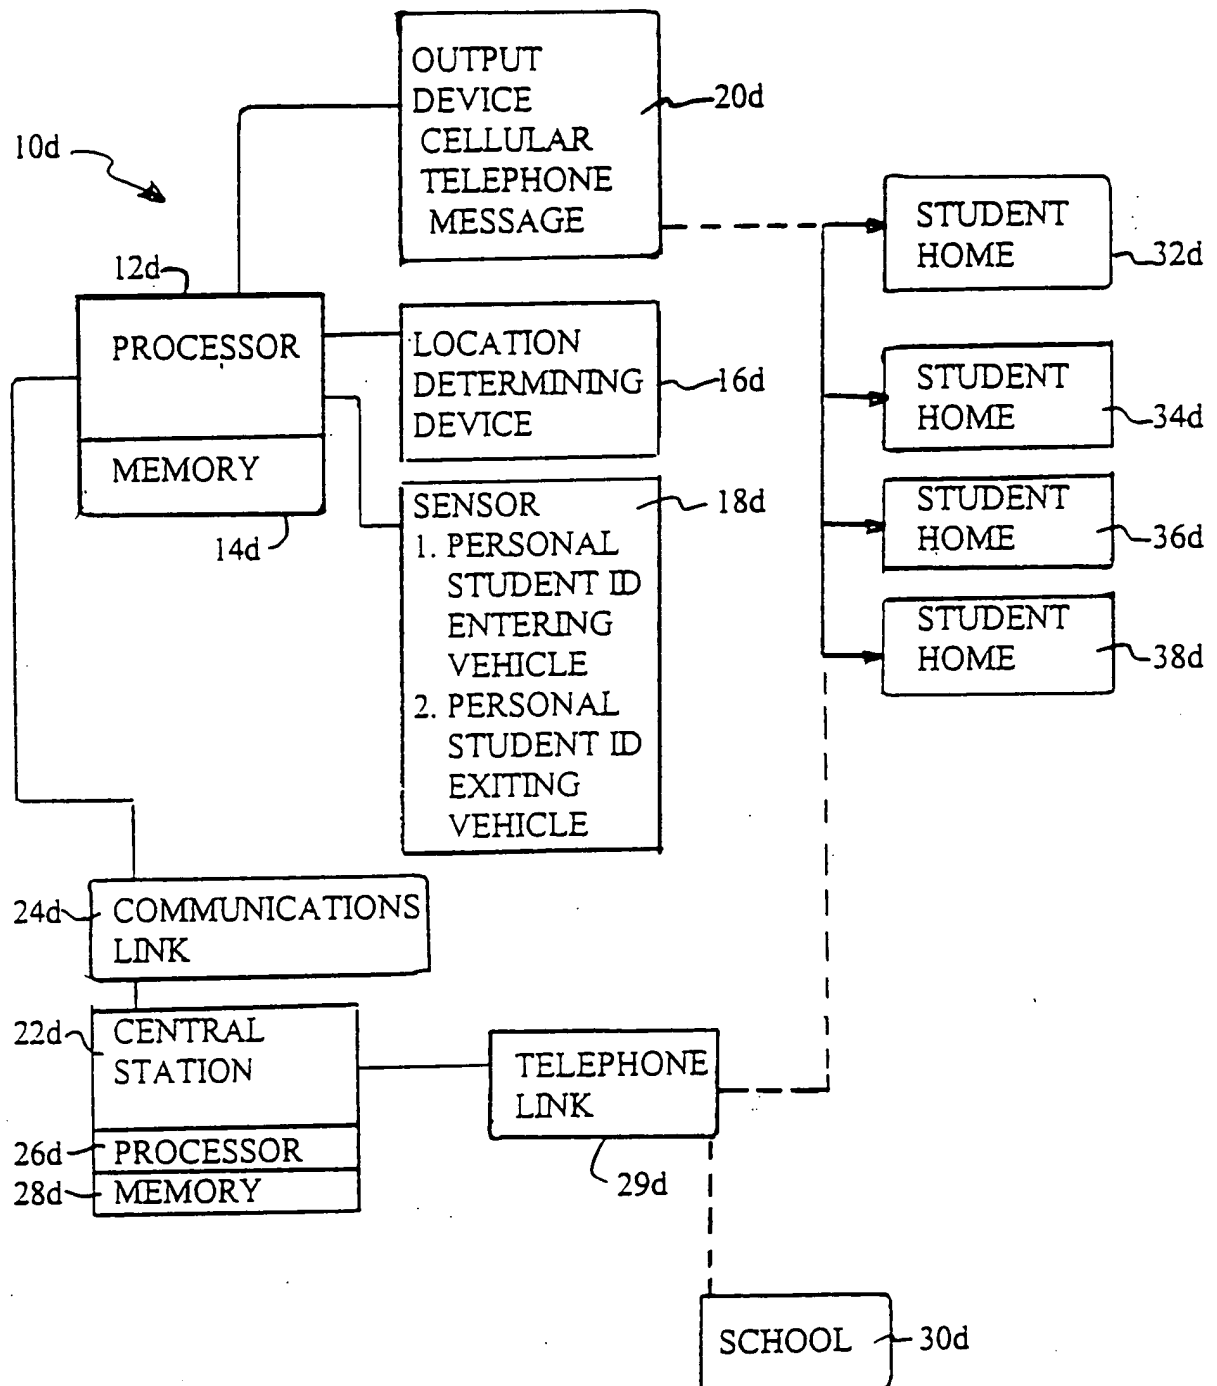 OUTPUT
DEVICE
CELLULAR
TELEPHONE
MESSAGE
20d
10d
12d
PROCESSOR
MEMORY
14d
LOCATION
DETERMINING
DEVICE
16d
SENSOR
1. PERSONAL
STUDENT ID
ENTERING
VEHICLE
2. PERSONAL
STUDENT ID
EXITING
VEHICLE
18d
STUDENT
HOME
32d
STUDENT
HOME
34d
STUDENT
HOME
36d
STUDENT
HOME
38d
24d
COMMUNICATIONS
LINK
22d
CENTRAL
STATION
26d
PROCESSOR
28d
MEMORY
TELEPHONE
LINK
29d
SCHOOL
30d